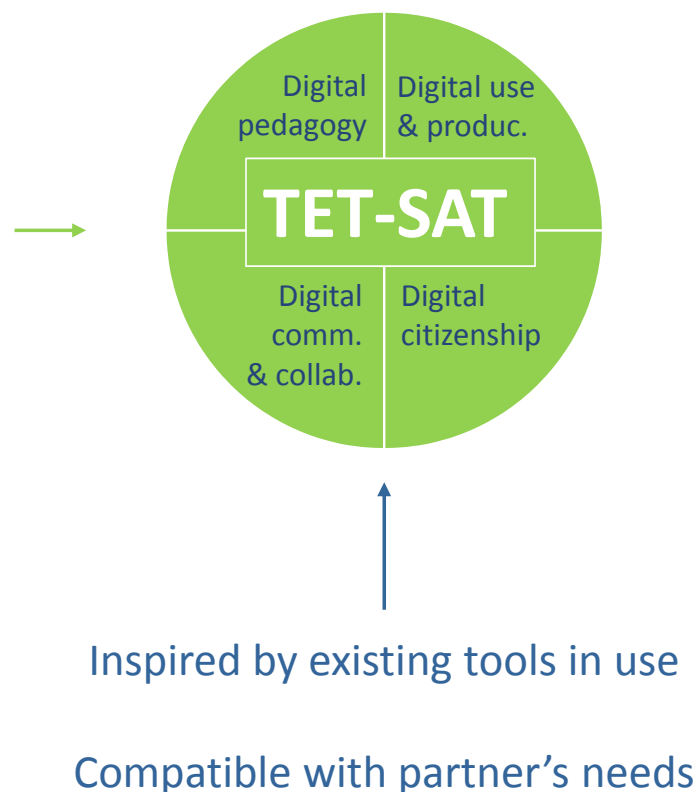 Digital
pedagogy
Digital use
& produc.
TET-SAT
Digital
comm.
& collab.
Digital
citizenship
Inspired by existing tools in use
Compatible with partner’s needs